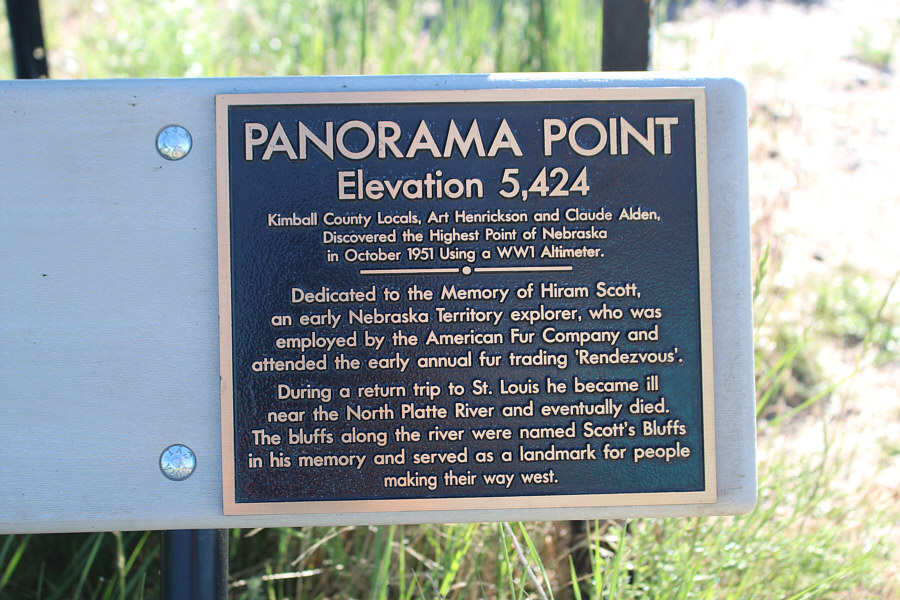 PANORAMA POINT
Elevation 5,424
Kimball County Locals, Art Henrickson and Claude Alden,
Discovered the Highest Point of Nebraska
in October 1951 Using a WW1 Altimeter.
Dedicated to the Memory of Hiram Scott,
an early Nebraska Territory explorer, who was
employed by the American Fur Company and
attended the early annual fur trading 'Rendezvous'.
During a return trip to St. Louis he became ill
near the North Platte River and eventually died.
The bluffs along the river were named Scott's Bluffs
in his memory and served as a landmark for people
making their way west.